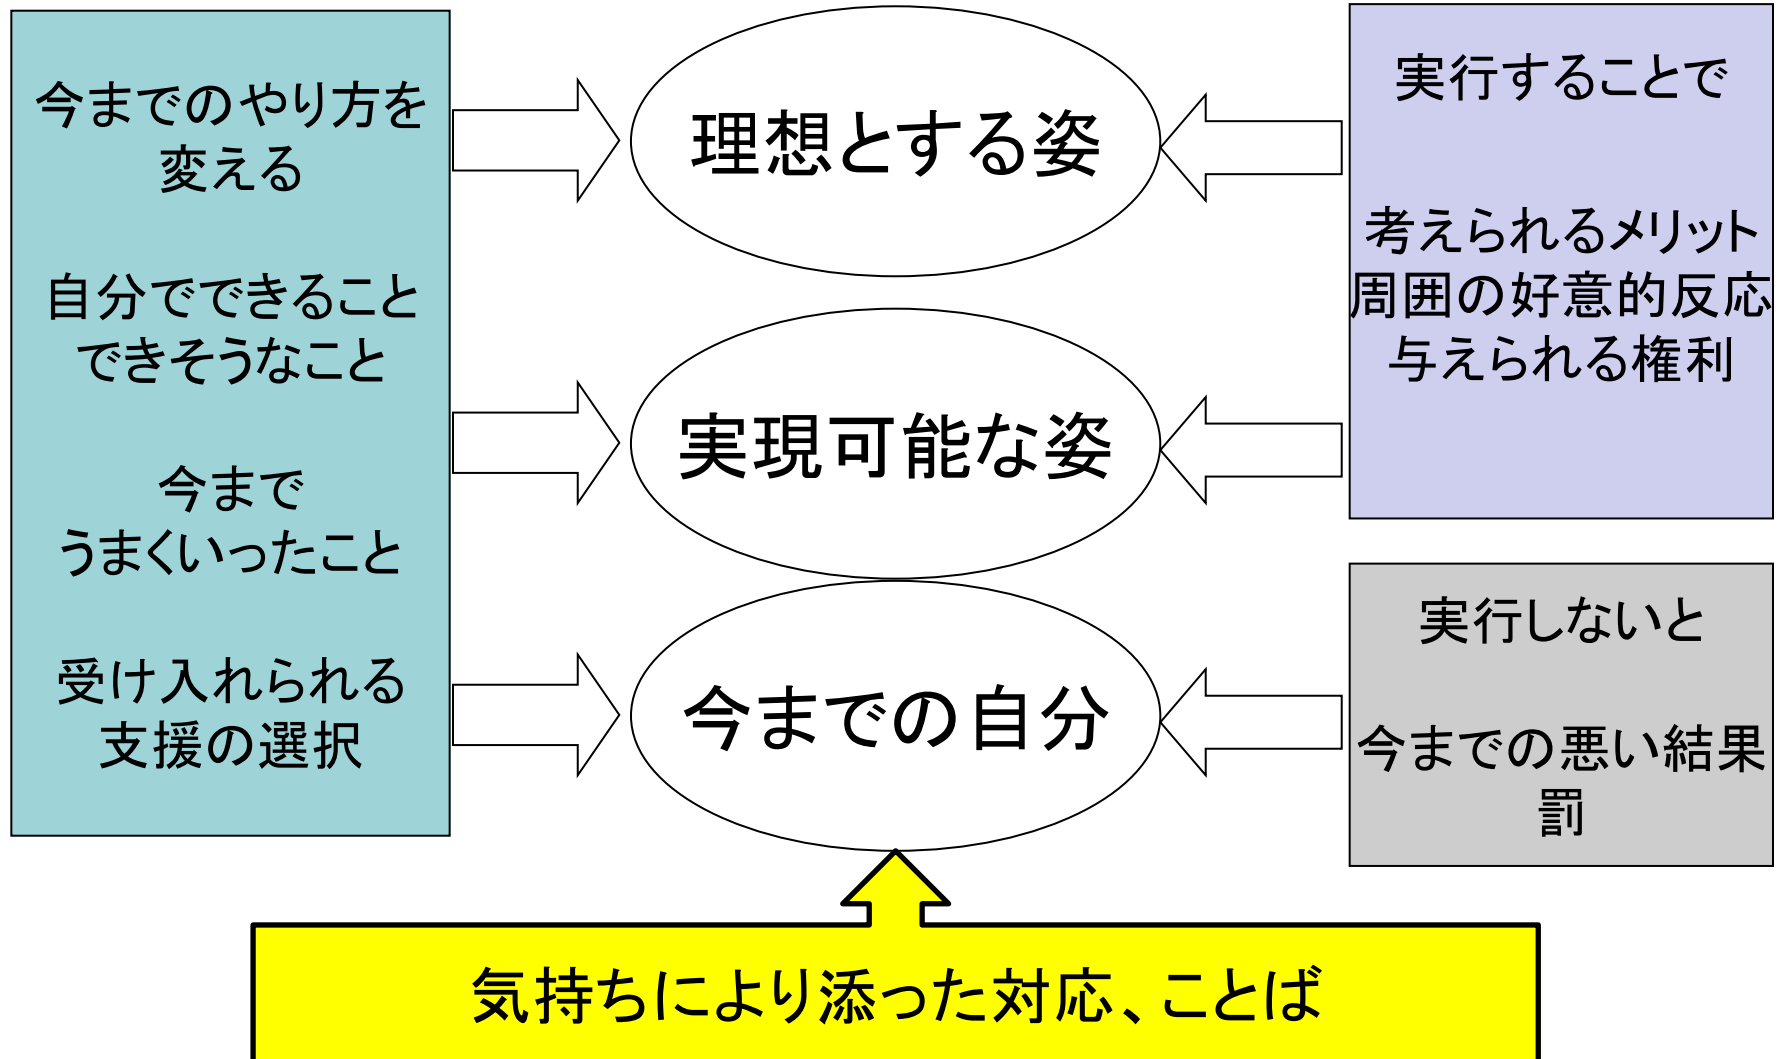 今までのやり方を
変える
自分でできること
できそうなこと
今まで
うまくいったこと
受け入れられる
支援の選択
理想とする姿
実現可能な姿
今までの自分
実行することで
考えられるメリット
周囲の好意的反応
与えられる権利
実行しないと
今までの悪い結果
罰
気持ちにより添った対応、ことば